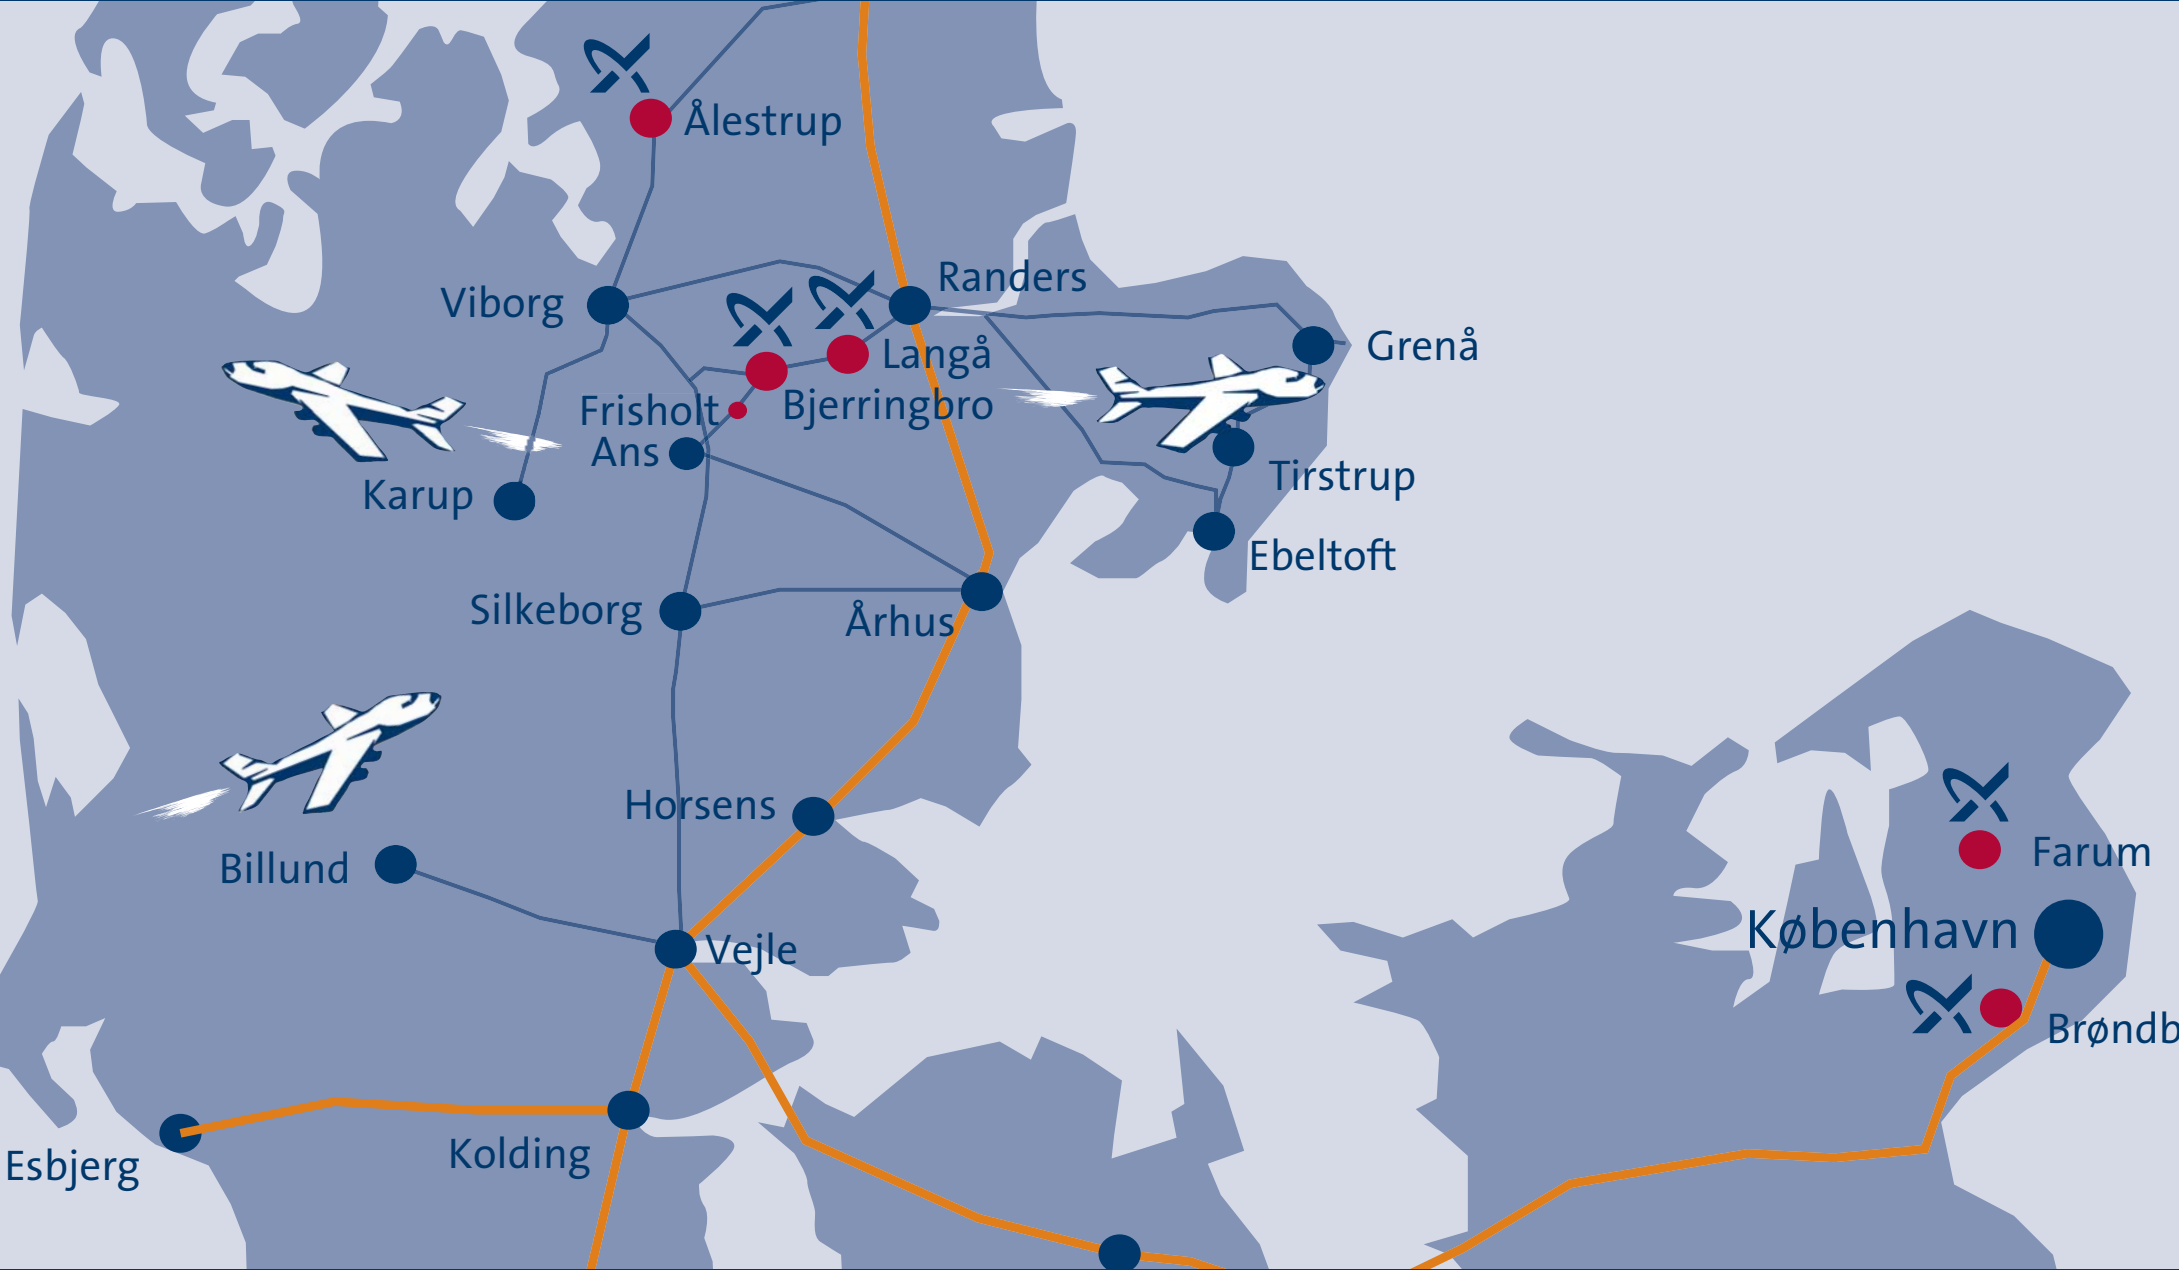 Ålestrup
Randers
Viborg
Grenå
Langå
Bjerringbro
Frisholt
Ans
Tirstrup
Karup
Ebeltoft
Silkeborg
Århus
Horsens
Farum
Billund
København
Vejle
Brøndb
Kolding
Esbjerg